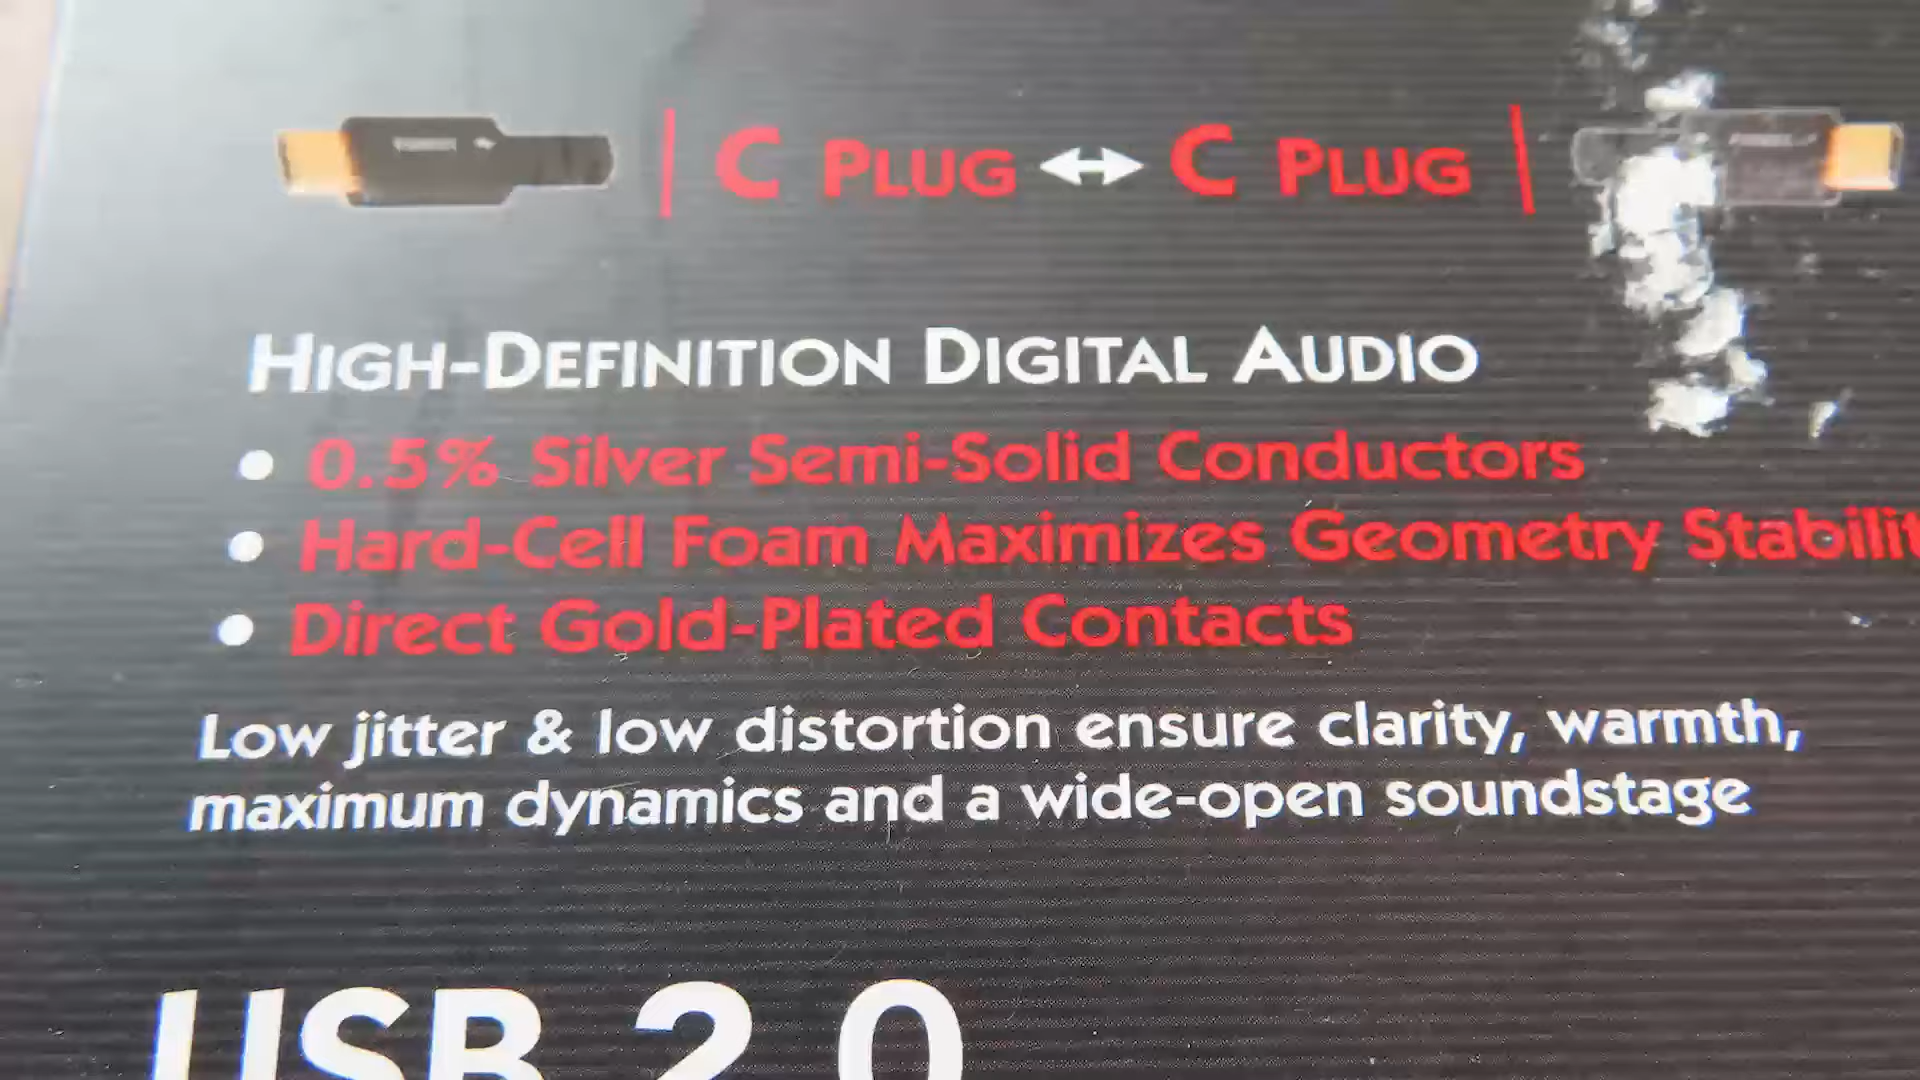 C PLUG ↔ C PLUG
HIGH-DEFINITION DIGITAL AUDIO
• 0.5% Silver Semi-Solid Conductors
• Hard-Cell Foam Maximizes Geometry Stabilit
• Direct Gold-Plated Contacts
Low jitter & low distortion ensure clarity, warmth,
maximum dynamics and a wide-open soundstage
USB 2.0